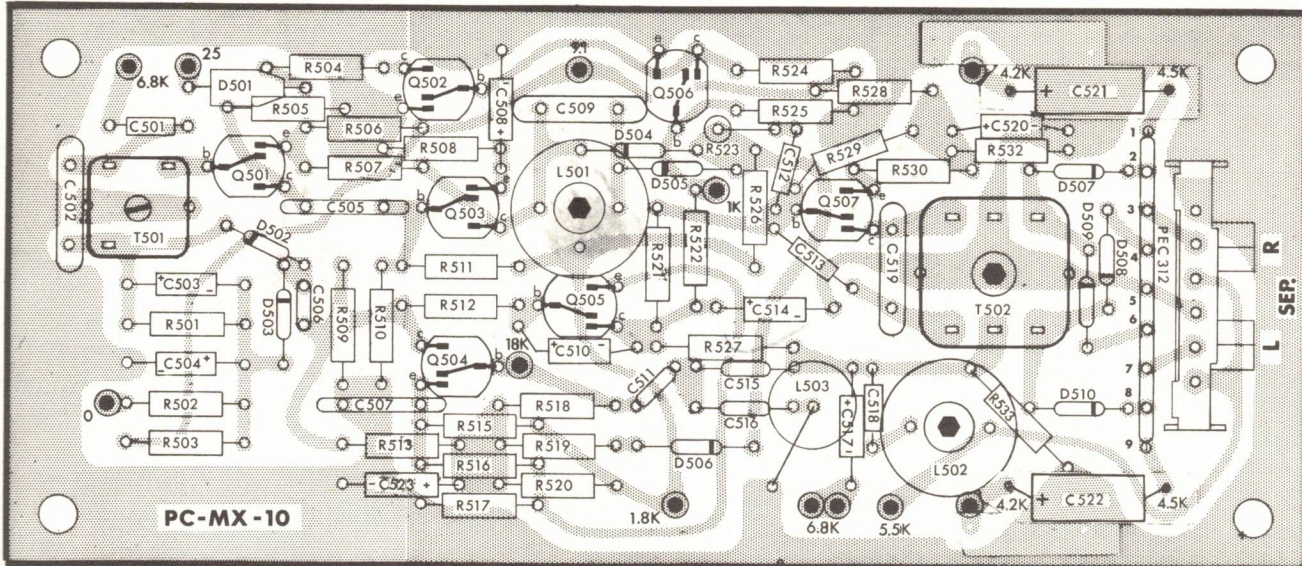 25
6.8K
R504
D501
R505
C501
C502
T501
Q501
b
e
c
R506
R507
C505
D502
C503
+
-
R501
C504
-
+
R502
R503
0
D503
C506
R509
R510
C507
PC-MX-10
c
Q502
b
e
C508
+
R508
Q503
b
e
c
R511
R512
Q504
c
b
e
18K
R515
R513
R516
C523
-
+
R517
R518
R519
R520
9.1
C509
L501
D504
D505
Q506
e
c
b
R523
1K
R521
R522
R526
Q505
b
e
c
C510
+
-
C511
R527
C514
+
-
C515
C516
D506
1.8K
R524
R525
R528
C512
R529
R530
Q507
b
e
c
C513
C519
L503
C517
+
-
C518
6.8K
5.5K
L502
R533
T502
4.2K
C521
+
4.5K
C520
+
-
R532
D507
D509
D508
D510
1
2
3
4
5
6
7
8
9
PEC 312
R
SEP.
L
4.2K
C522
+
4.5K